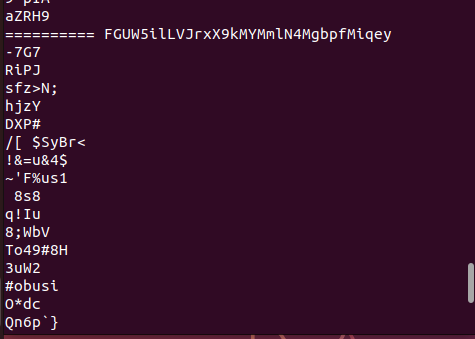 aZRH9
========== FGUW5ilLVJrxX9kMYMmlN4MgbpfMiqey
-7G7
RiPJ
sfz>N;
hjzY
DXP#
/[ $SyBr<
!&=u&4$
~'F%us1
 8s8
q!Iu
8;WbV
To49#8H
3uW2
#obusi
O*dc
Qn6p`}